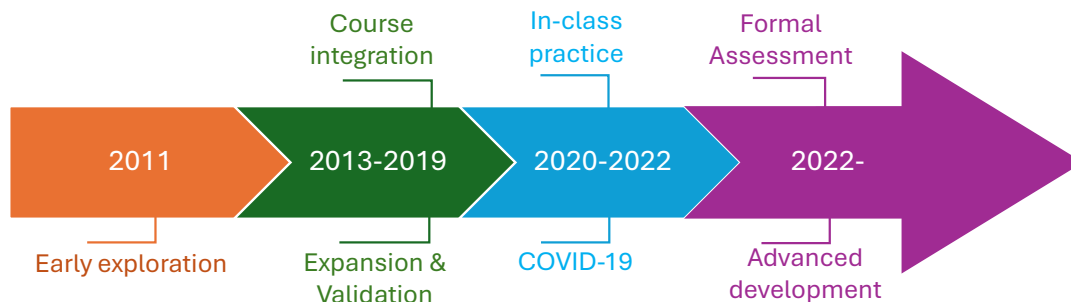 Course
integration
In-class
practice
Formal
Assessment
2011
2013-2019
2020-2022
2022-
Early exploration
Expansion &
Validation
COVID-19
Advanced
development